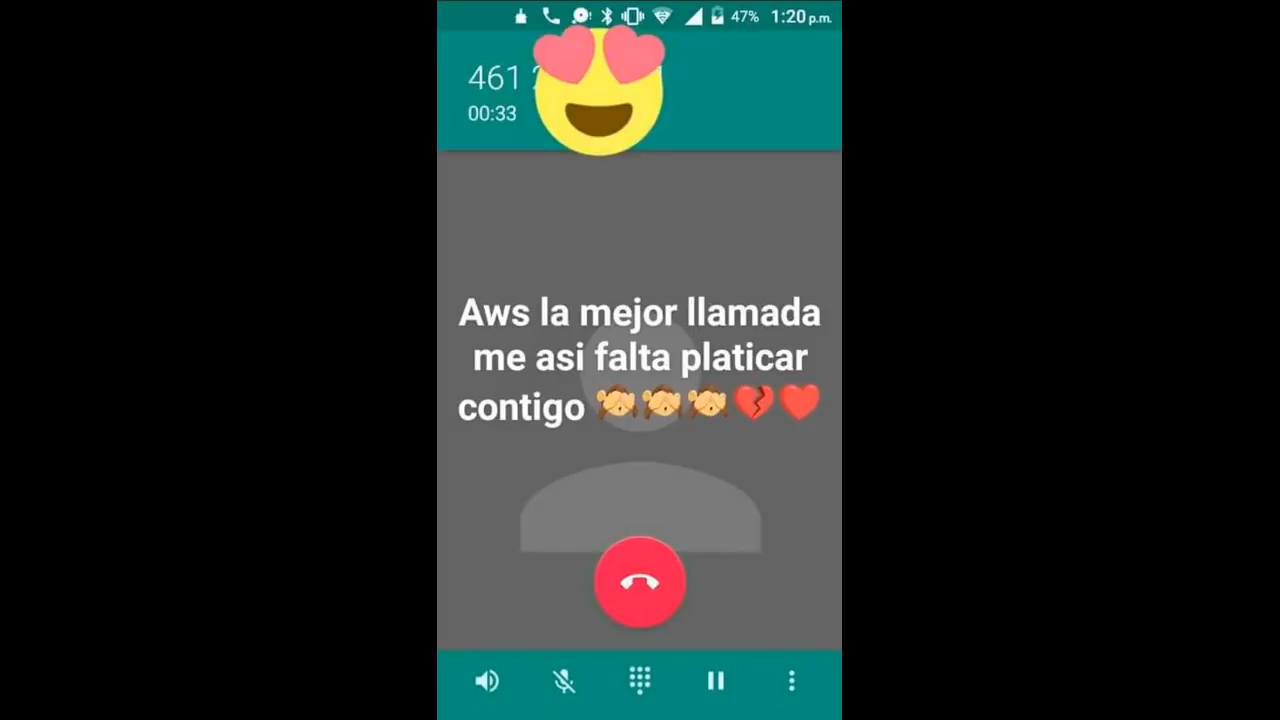 47% 1:20 p.m.
461
00:33
Aws la mejor llamada
me asi falta platicar
contigo 🙈🙈🙈💔❤️